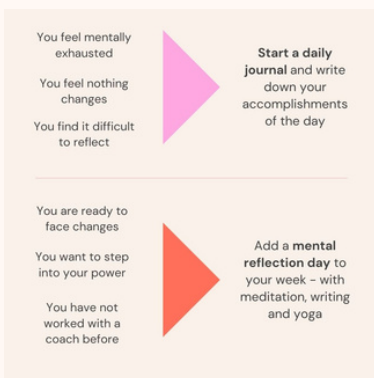 You feel mentally
exhausted
You feel nothing
changes
You find it difficult
to reflect
Start a daily
journal and write
down your
accomplishments
of the day
You are ready to
face changes
You want to step
into your power
You have not
worked with a
coach before
Add a mental
reflection day to
your week - with
meditation, writing
and yoga